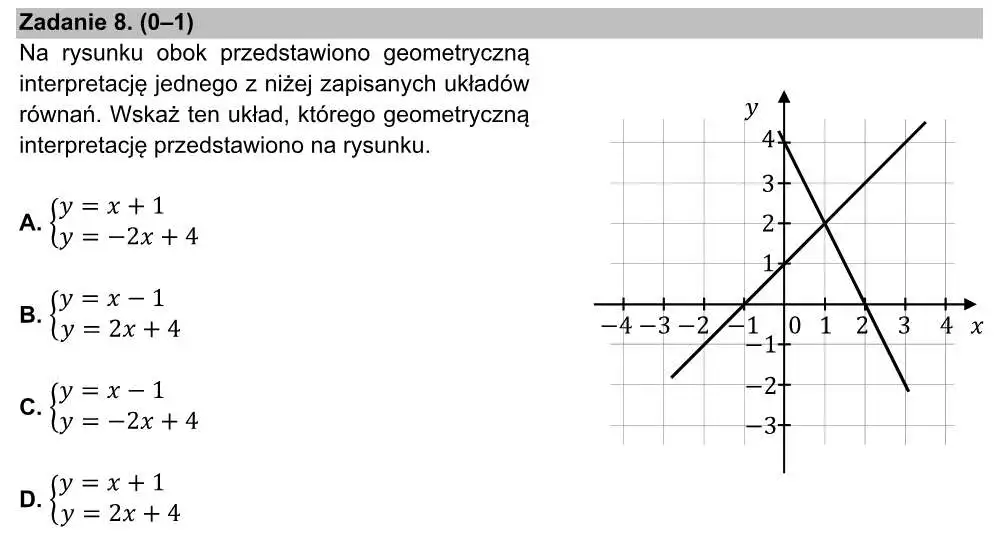 Zadanie 8. (0–1)
Na rysunku obok przedstawiono geometryczną
interpretację jednego z niżej zapisanych układów
równań. Wskaż ten układ, którego geometryczną
interpretację przedstawiono na rysunku.
A. {y = x + 1
y = −2x + 4
B. {y = x − 1
y = 2x + 4
C. {y = x − 1
y = −2x + 4
D. {y = x + 1
y = 2x + 4
y
4
3
2
1
−4 −3 −2 −1 0 1 2 3 4 x
−1
−2
−3